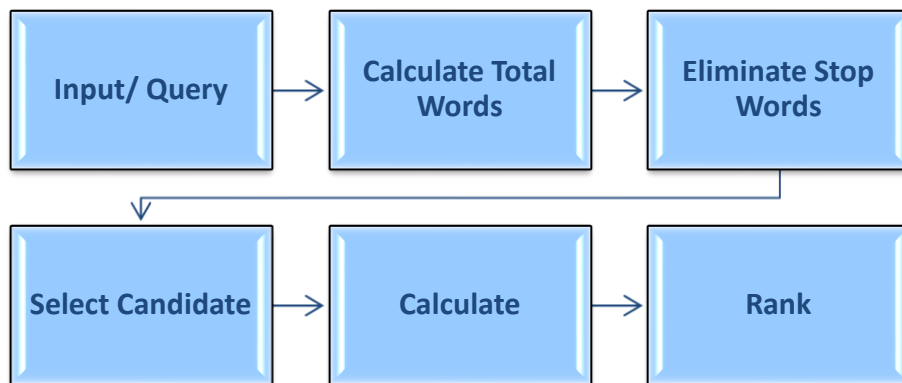 Input/ Query
Calculate Total
Words
Eliminate Stop
Words
Select Candidate
Calculate
Rank